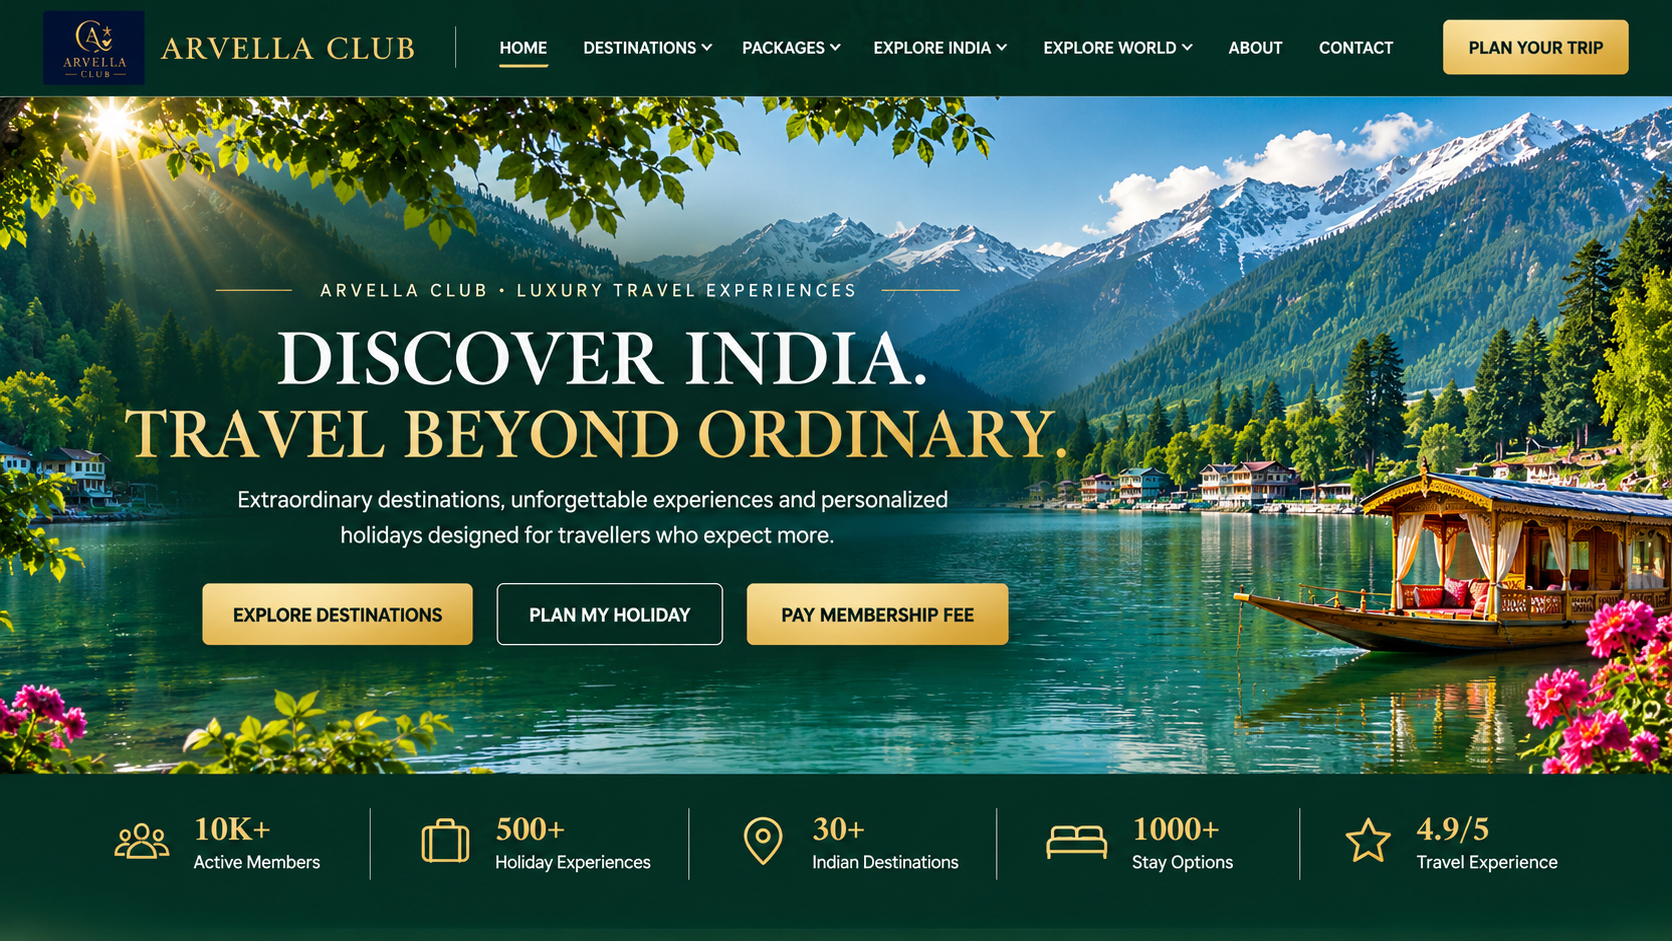 ARVELLA
CLUB
ARVELLA CLUB
HOME
DESTINATIONS
PACKAGES
EXPLORE INDIA
EXPLORE WORLD
ABOUT
CONTACT
PLAN YOUR TRIP
ARVELLA CLUB • LUXURY TRAVEL EXPERIENCES
DISCOVER INDIA.
TRAVEL BEYOND ORDINARY.
Extraordinary destinations, unforgettable experiences and personalized
holidays designed for travellers who expect more.
EXPLORE DESTINATIONS
PLAN MY HOLIDAY
PAY MEMBERSHIP FEE
10K+
Active Members
500+
Holiday Experiences
30+
Indian Destinations
1000+
Stay Options
4.9/5
Travel Experience